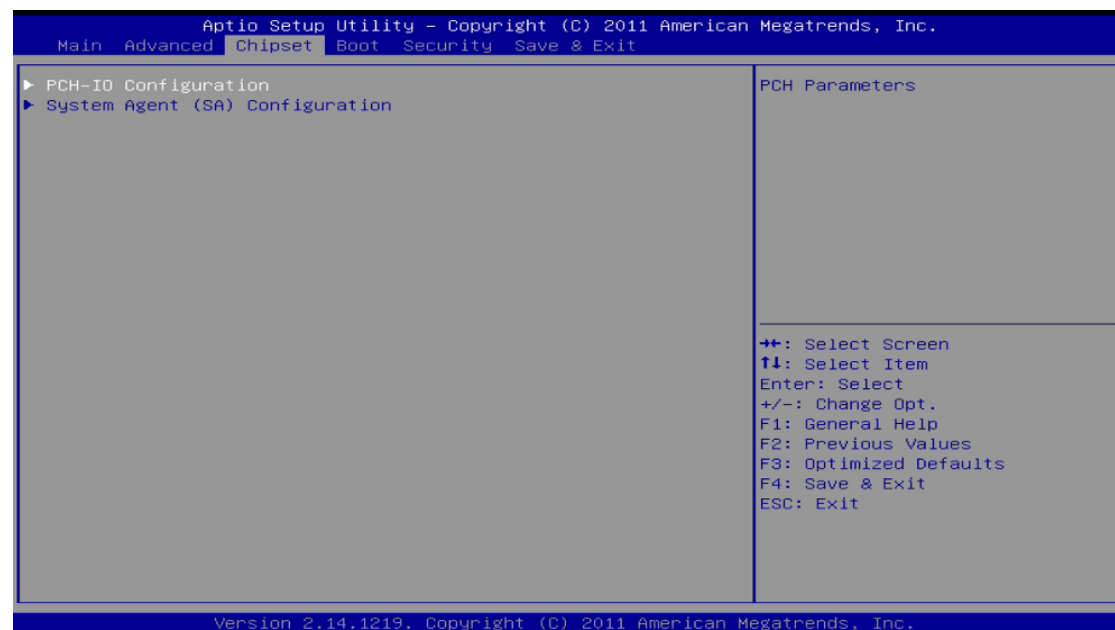 Aptio Setup Utility – Copyright (C) 2011 American Megatrends, Inc.
Main Advanced Chipset Boot Security Save & Exit
► PCH-IO Configuration
► System Agent (SA) Configuration
PCH Parameters
→←: Select Screen
↑↓: Select Item
Enter: Select
+/-: Change Opt.
F1: General Help
F2: Previous Values
F3: Optimized Defaults
F4: Save & Exit
ESC: Exit
Version 2.14.1219. Copyright (C) 2011 American Megatrends, Inc.